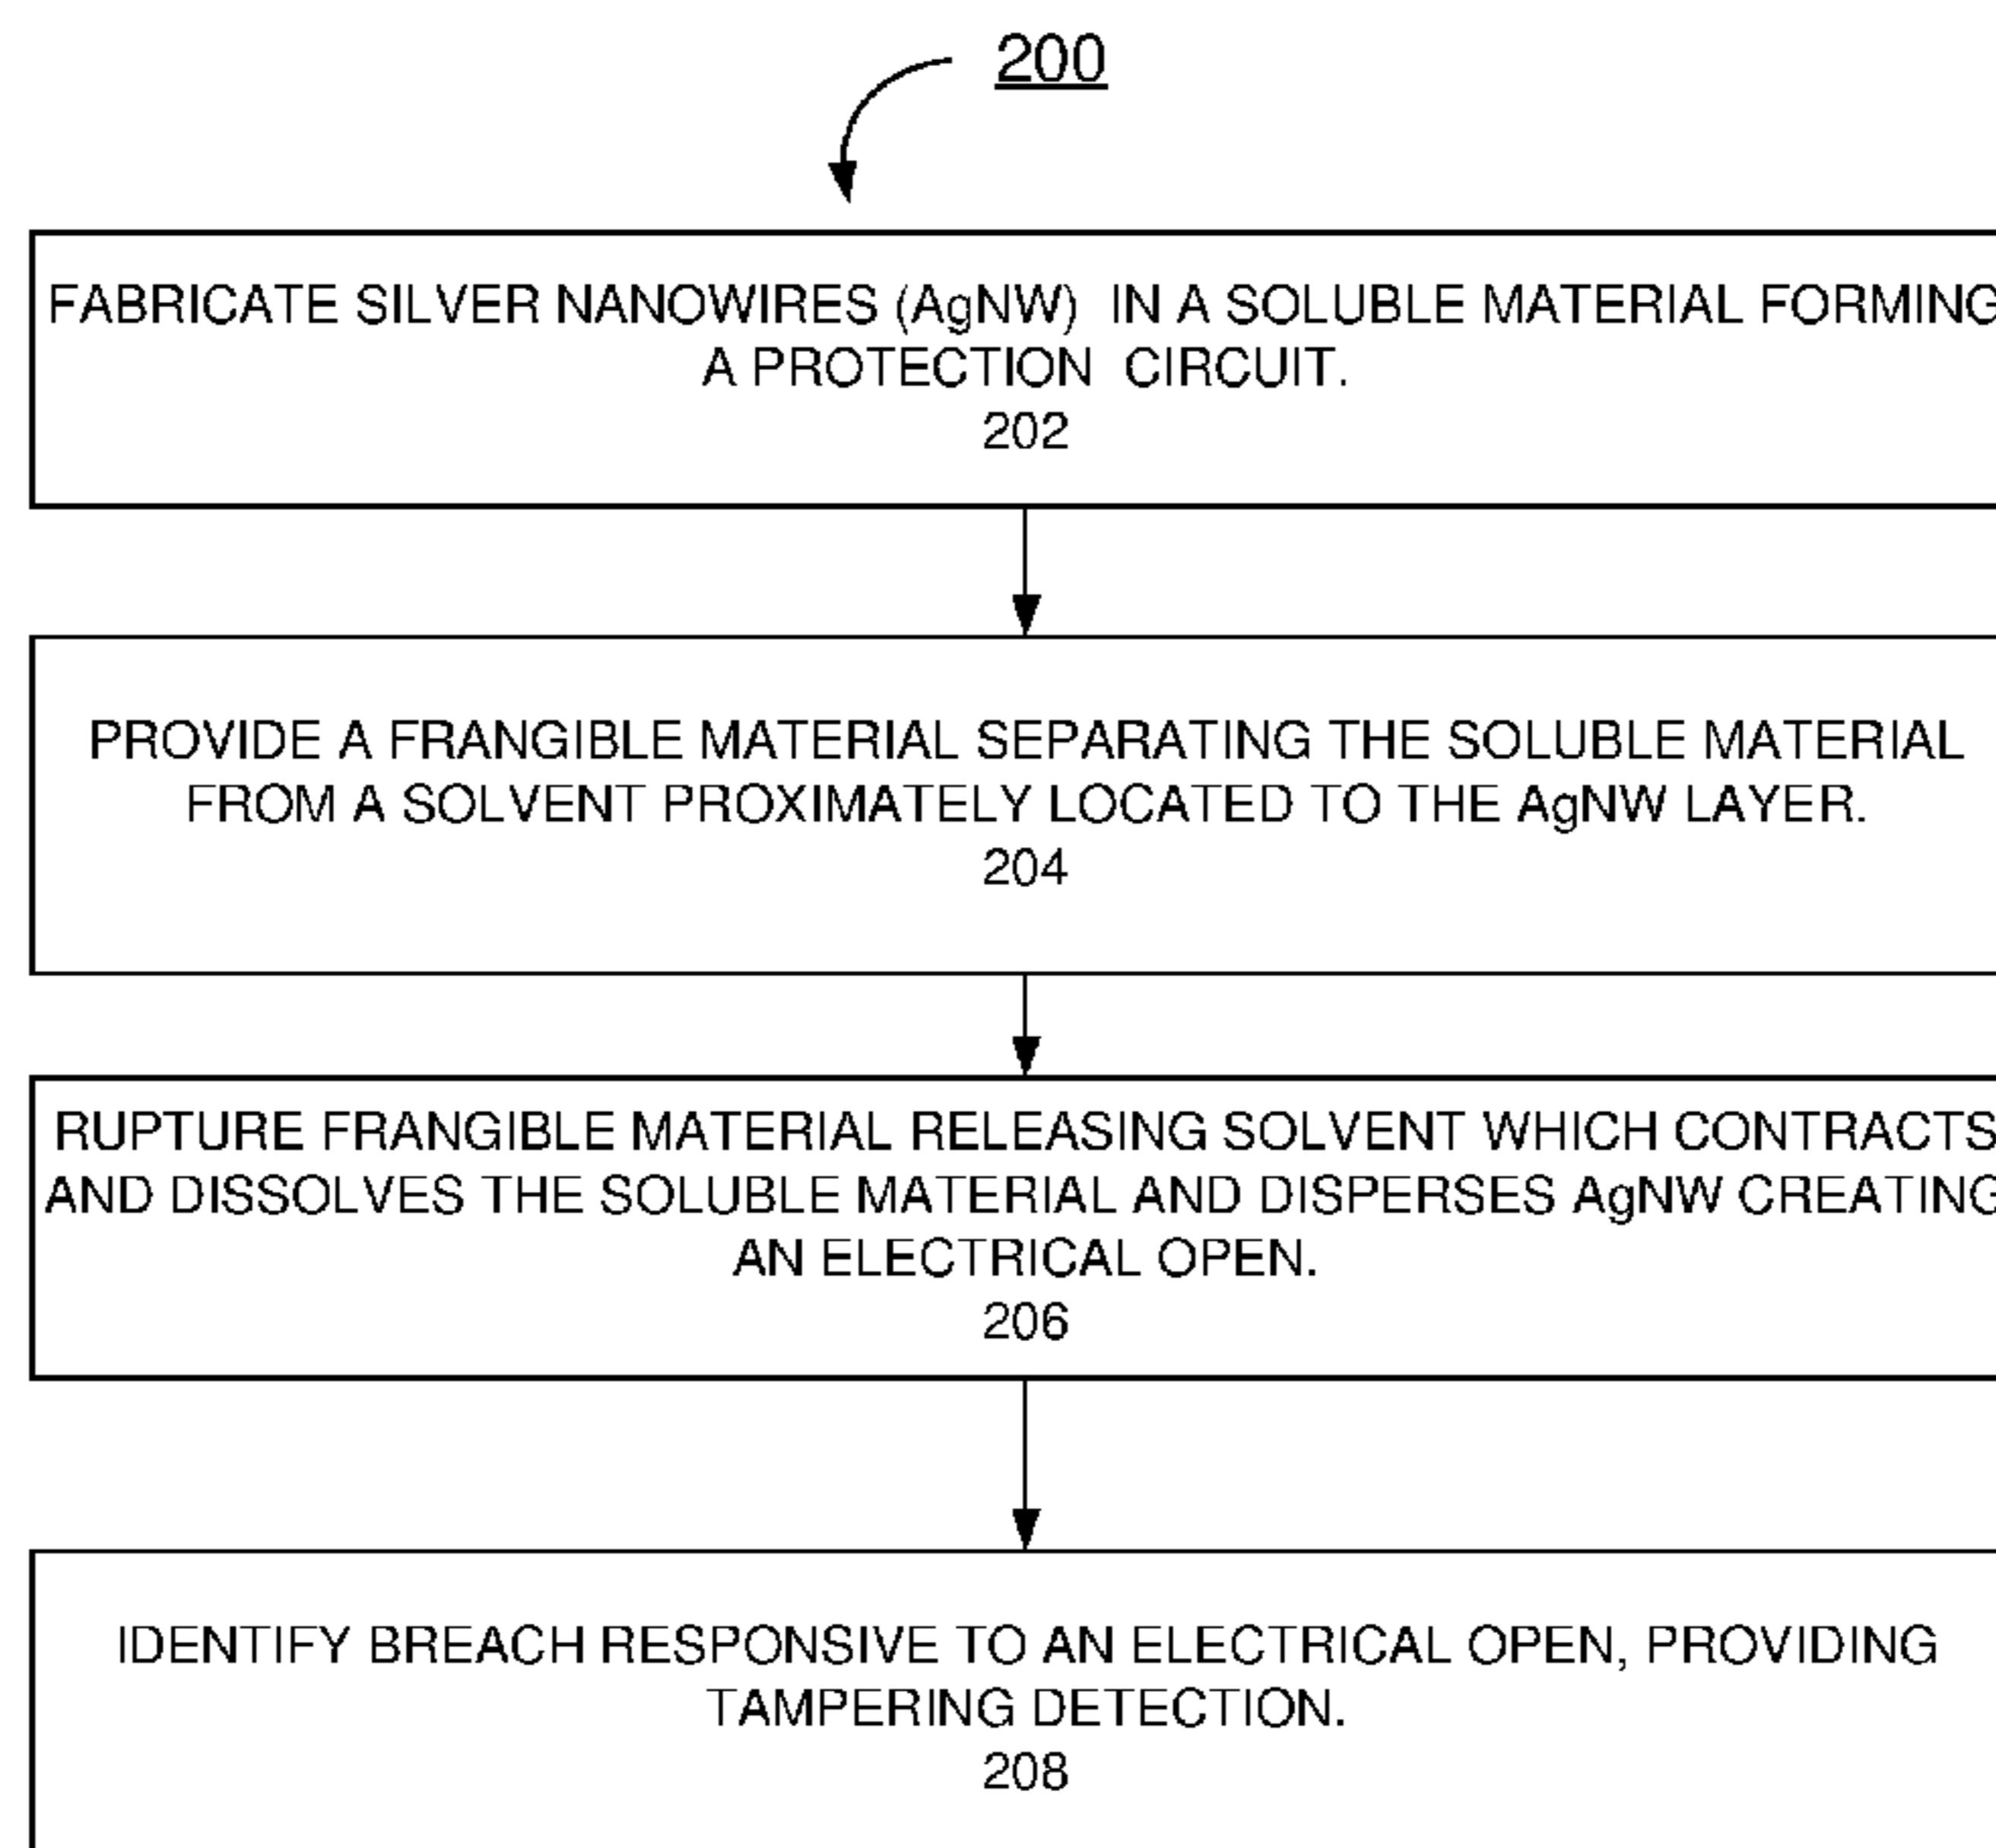 200
FABRICATE SILVER NANOWIRES (AgNW) IN A SOLUBLE MATERIAL FORMING
A PROTECTION CIRCUIT.
202
PROVIDE A FRANGIBLE MATERIAL SEPARATING THE SOLUBLE MATERIAL
FROM A SOLVENT PROXIMATELY LOCATED TO THE AgNW LAYER.
204
RUPTURE FRANGIBLE MATERIAL RELEASING SOLVENT WHICH CONTRACTS
AND DISSOLVES THE SOLUBLE MATERIAL AND DISPERSES AgNW CREATING
AN ELECTRICAL OPEN.
206
IDENTIFY BREACH RESPONSIVE TO AN ELECTRICAL OPEN, PROVIDING
TAMPERING DETECTION.
208